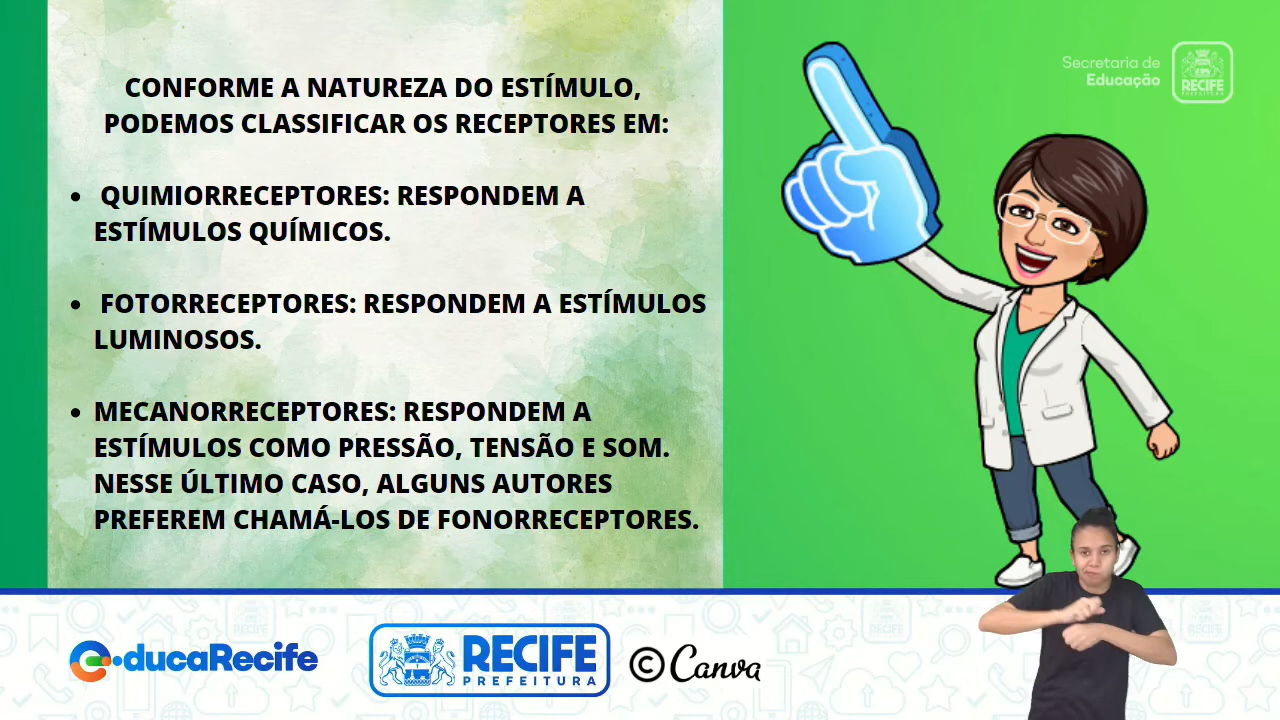 CONFORME A NATUREZA DO ESTÍMULO,
PODEMOS CLASSIFICAR OS RECEPTORES EM:
• QUIMIORRECEPTORES: RESPONDEM A
ESTÍMULOS QUÍMICOS.
• FOTORRECEPTORES: RESPONDEM A ESTÍMULOS
LUMINOSOS.
• MECANORRECEPTORES: RESPONDEM A
ESTÍMULOS COMO PRESSÃO, TENSÃO E SOM.
NESSE ÚLTIMO CASO, ALGUNS AUTORES
PREFEREM CHAMÁ-LOS DE FONORRECEPTORES.
Secretaria de
Educação
RECIFE
PREFEITURA
ducaRecife
RECIFE
PREFEITURA
© Canva